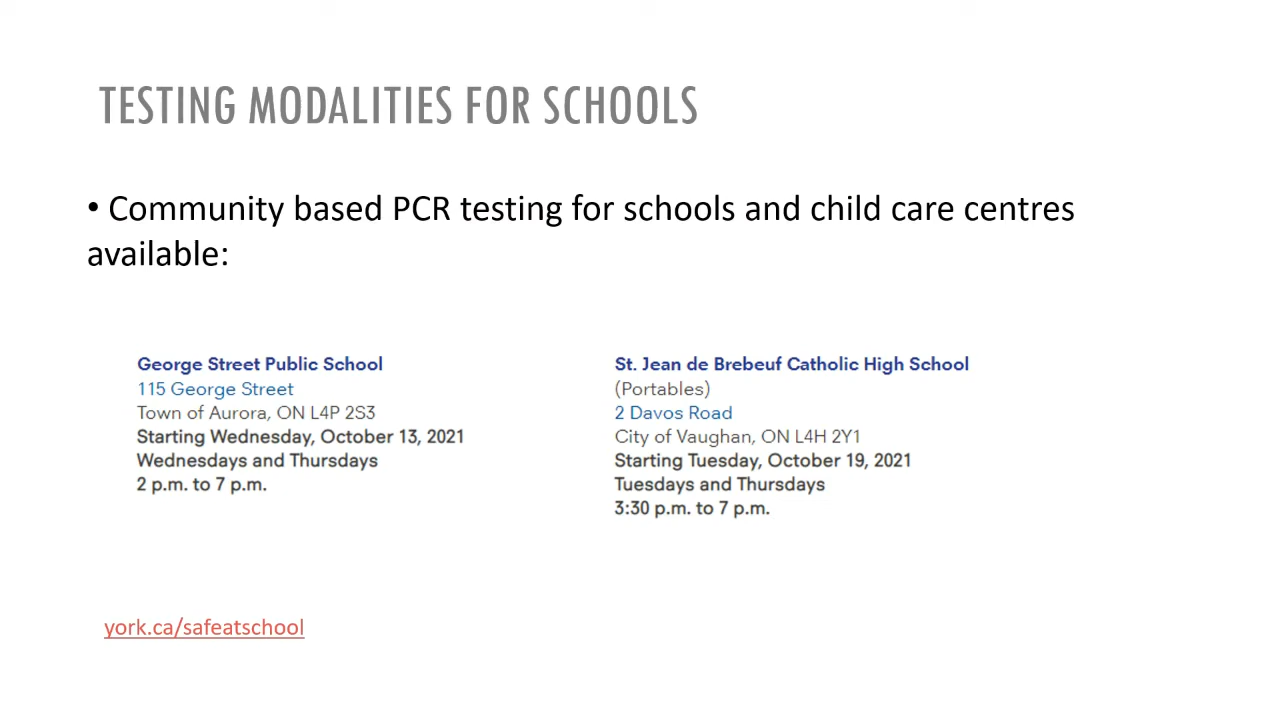 TESTING MODALITIES FOR SCHOOLS
• Community based PCR testing for schools and child care centres
available:
George Street Public School
115 George Street
Town of Aurora, ON L4P 2S3
Starting Wednesday, October 13, 2021
Wednesdays and Thursdays
2 p.m. to 7 p.m.
St. Jean de Brebeuf Catholic High School
(Portables)
2 Davos Road
City of Vaughan, ON L4H 2Y1
Starting Tuesday, October 19, 2021
Tuesdays and Thursdays
3:30 p.m. to 7 p.m.
york.ca/safeatschool